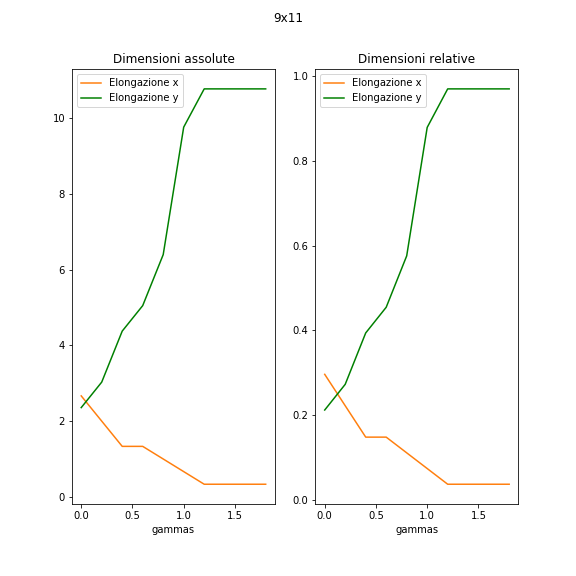 9x11
Dimensioni assolute
Elongazione x
Elongazione y
10
8
6
4
2
0
0.0 0.5 1.0 1.5
gammas
Dimensioni relative
Elongazione x
Elongazione y
1.0
0.8
0.6
0.4
0.2
0.0
0.0 0.5 1.0 1.5
gammas